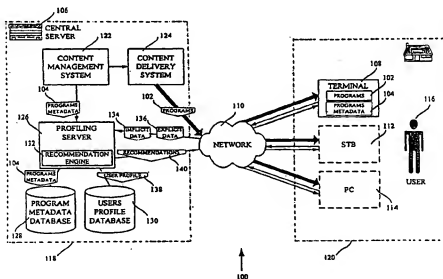 106
CENTRAL
SERVER
122
124
CONTENT
MANAGEMENT
SYSTEM
CONTENT
DELIVERY
SYSTEM
104
PROGRAMS
METADATA
102
PROGRAMS
126
134
136
PROFILING
SERVER
IMPLICIT
DATA
EXPLICIT
DATA
132
RECOMMENDATION
ENGINE
RECOMMENDATIONS
140
104
PROGRAMS
METADATA
USER PROFILE
138
PROGRAM
METADATA
DATABASE
128
USERS
PROFILE
DATABASE
130
118
110
NETWORK
TERMINAL
108
PROGRAMS
102
PROGRAMS
METADATA
104
116
USER
STB
112
PC
114
120
100